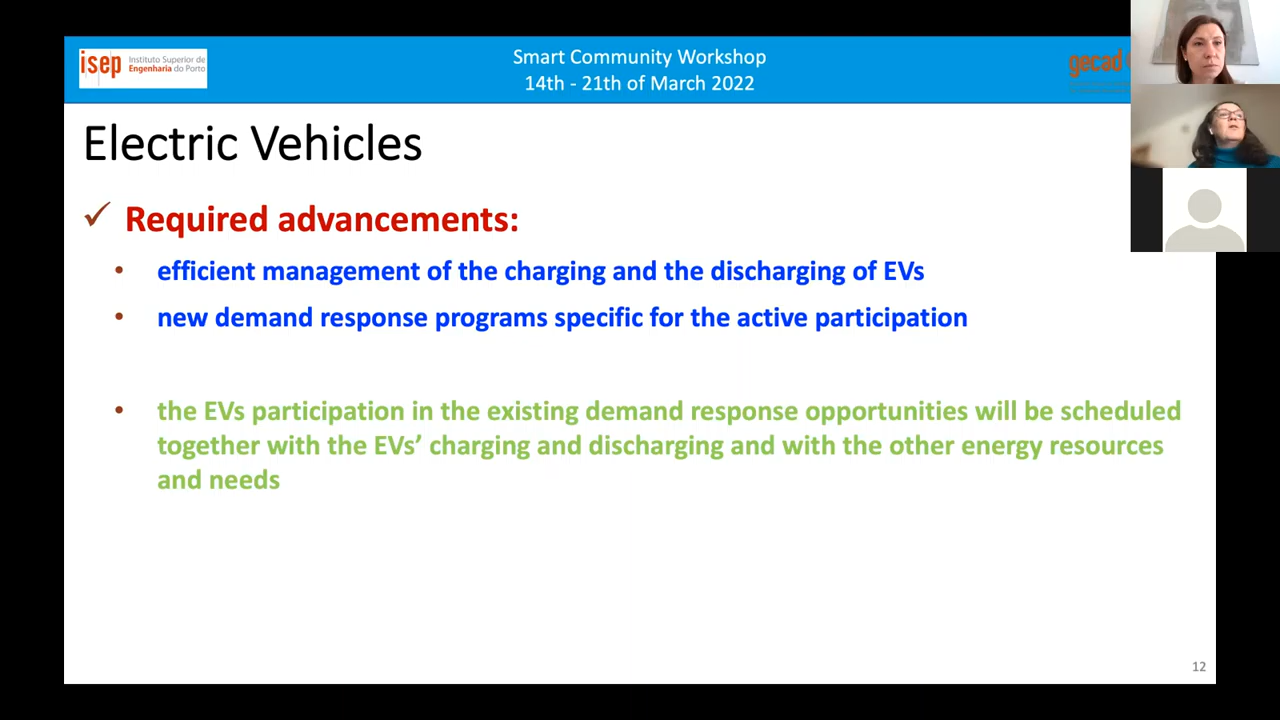 isep Instituto Superior de
Engenharia do Porto
Smart Community Workshop
14th - 21th of March 2022
gecad
Electric Vehicles
✓ Required advancements:
• efficient management of the charging and the discharging of EVs
• new demand response programs specific for the active participation
• the EVs participation in the existing demand response opportunities will be scheduled
together with the EVs’ charging and discharging and with the other energy resources
and needs
12